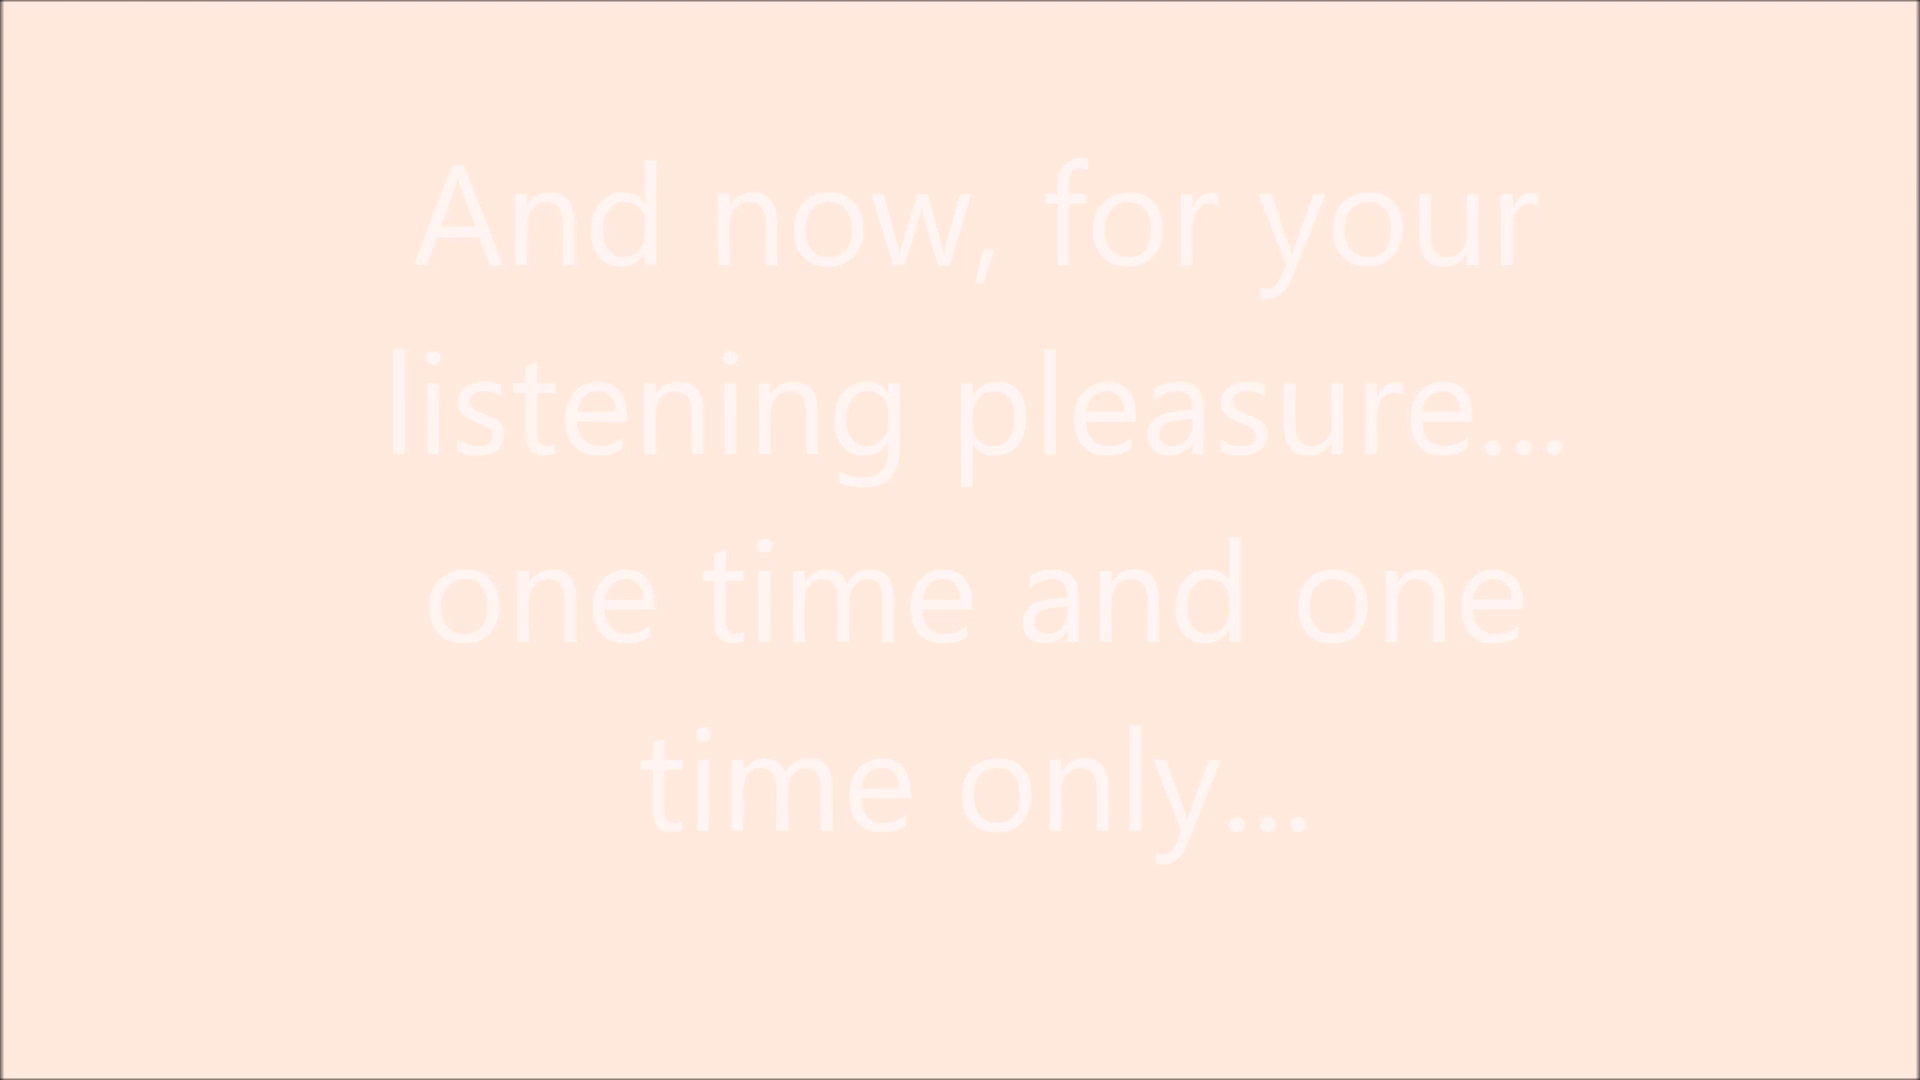 And now, for your
listening pleasure...
one time and one
time only...